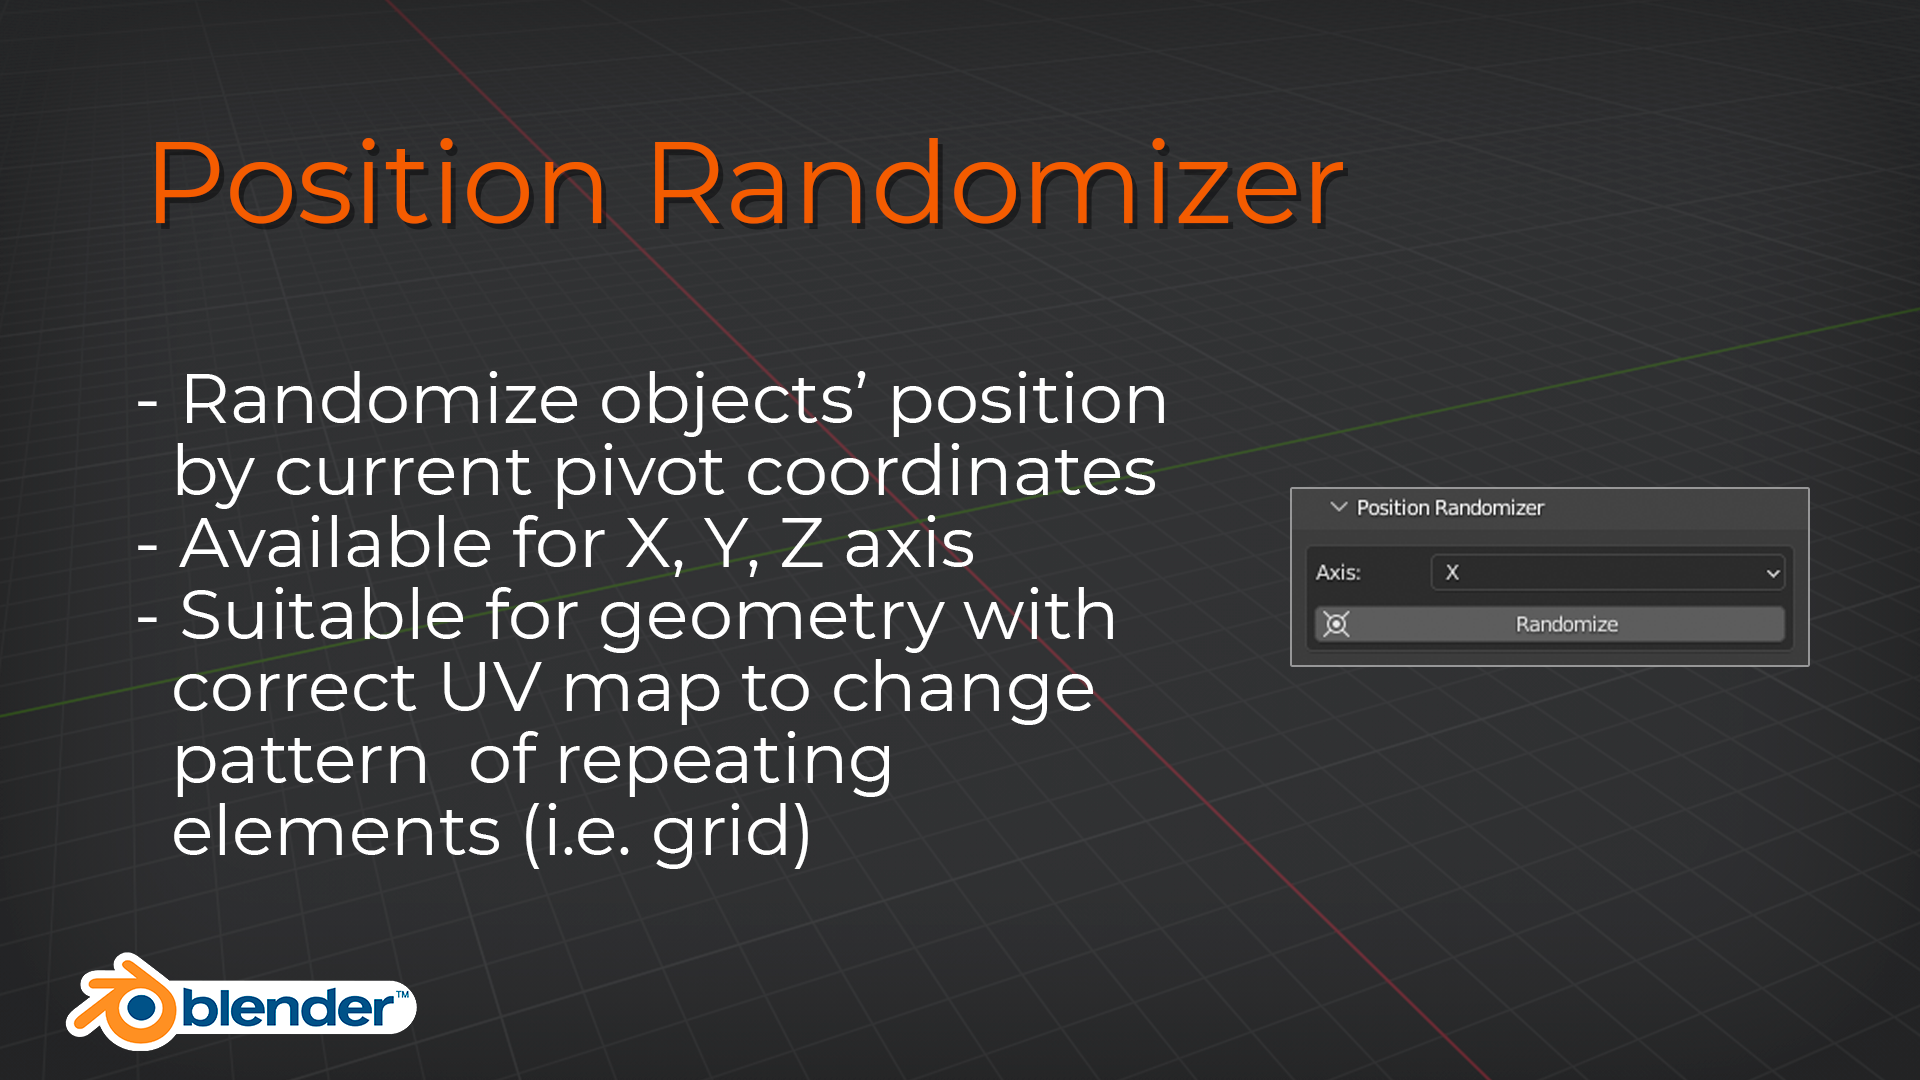 Position Randomizer
- Randomize objects’ position
by current pivot coordinates
- Available for X, Y, Z axis
- Suitable for geometry with
correct UV map to change
pattern  of repeating
elements (i.e. grid)
Position Randomizer
Axis: X
Randomize
blender™